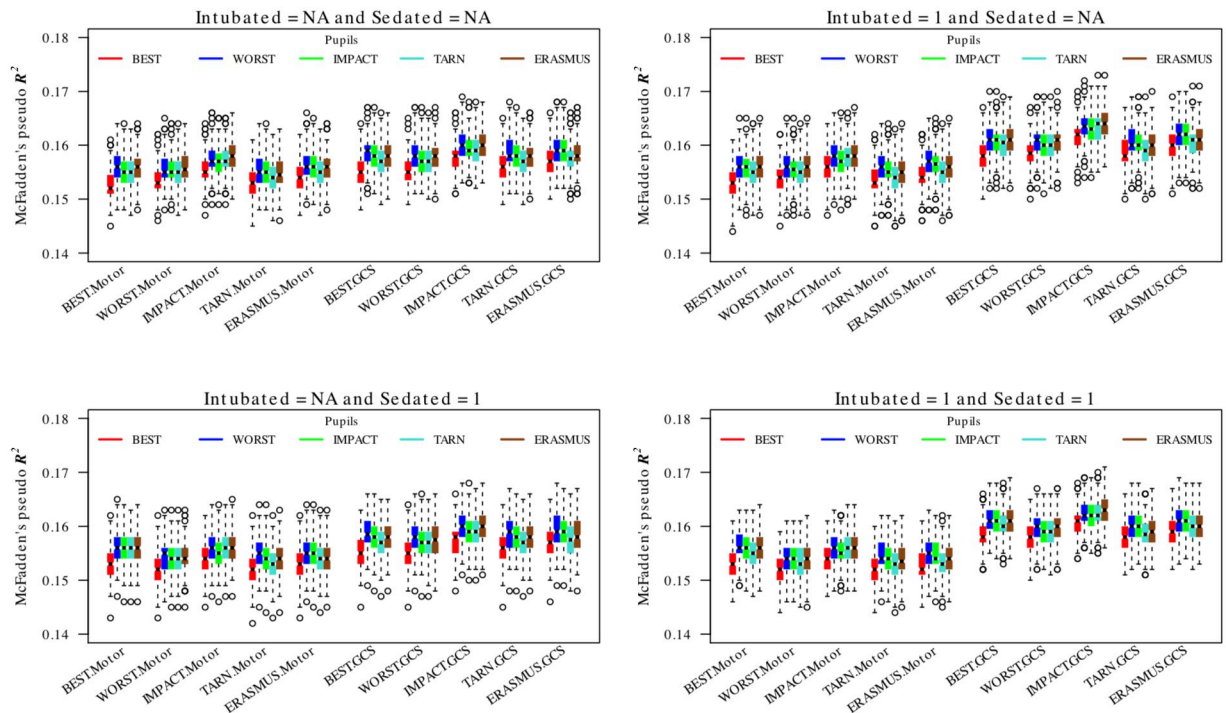 Intubated = NA and Sedated = NA
Pupils
BEST WORST IMPACT TARN ERASMUS
McFadden's pseudo R²
0.18
0.17
0.16
0.15
0.14
BEST.Motor WORST.Motor IMPACT.Motor TARN.Motor ERASMUS.Motor BEST.GCS WORST.GCS IMPACT.GCS TARN.GCS ERASMUS.GCS
Intubated = 1 and Sedated = NA
Pupils
BEST WORST IMPACT TARN ERASMUS
McFadden's pseudo R²
0.18
0.17
0.16
0.15
0.14
BEST.Motor WORST.Motor IMPACT.Motor TARN.Motor ERASMUS.Motor BEST.GCS WORST.GCS IMPACT.GCS TARN.GCS ERASMUS.GCS
Intubated = NA and Sedated = 1
Pupils
BEST WORST IMPACT TARN ERASMUS
McFadden's pseudo R²
0.18
0.17
0.16
0.15
0.14
BEST.Motor WORST.Motor IMPACT.Motor TARN.Motor ERASMUS.Motor BEST.GCS WORST.GCS IMPACT.GCS TARN.GCS ERASMUS.GCS
Intubated = 1 and Sedated = 1
Pupils
BEST WORST IMPACT TARN ERASMUS
McFadden's pseudo R²
0.18
0.17
0.16
0.15
0.14
BEST.Motor WORST.Motor IMPACT.Motor TARN.Motor ERASMUS.Motor BEST.GCS WORST.GCS IMPACT.GCS TARN.GCS ERASMUS.GCS